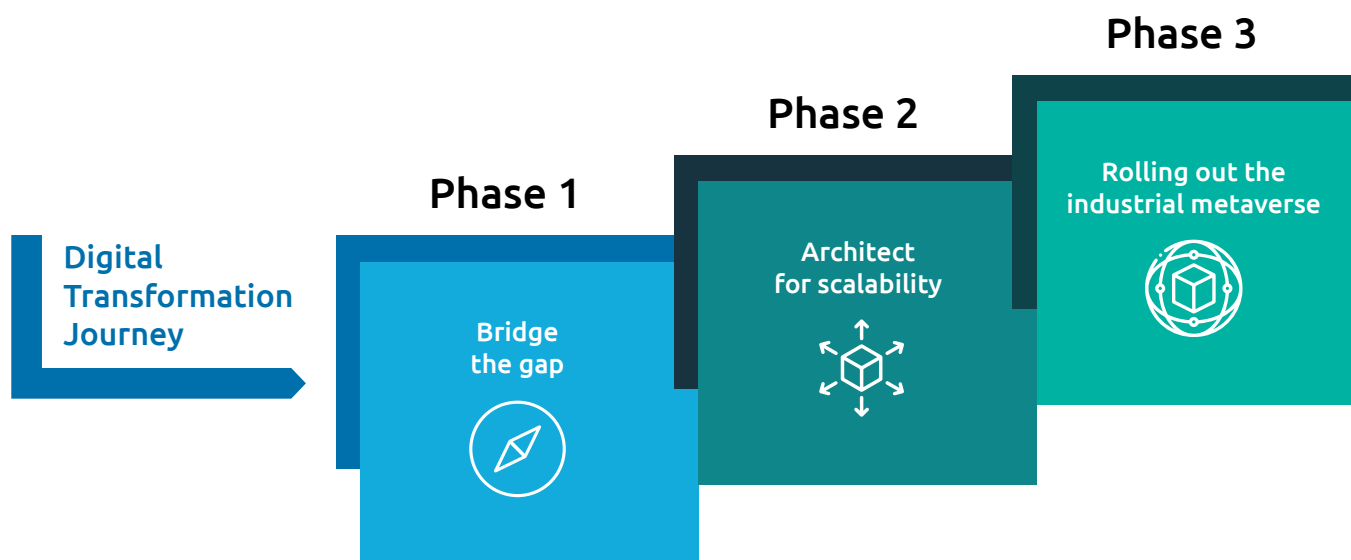 Digital
Transformation
Journey
Phase 1
Bridge
the gap
Phase 2
Architect
for scalability
Phase 3
Rolling out the
industrial metaverse